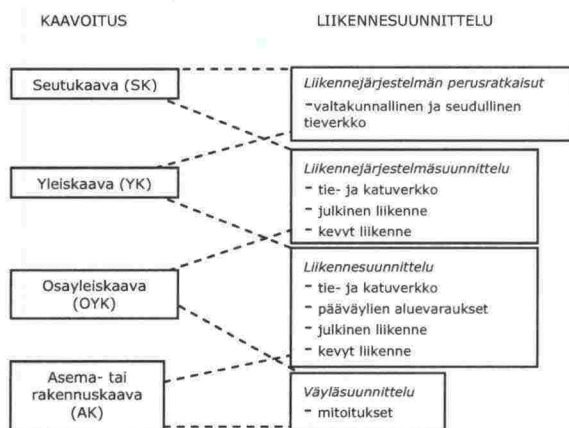 KAAVOITUS
LIIKENNESUUNNITTELU
Seutukaava (SK)
Yleiskaava (YK)
Osayleiskaava
(OYK)
Asema- tai
rakennuskaava
(AK)
Liikennejärjestelmän perusratkaisut
-valtakunnallinen ja seudullinen
tieverkko
Liikennejärjestelmäsuunnittelu
- tie- ja katuverkko
- julkinen liikenne
- kevyt liikenne
Liikennesuunnittelu
- tie- ja katuverkko
- pääväylien aluevaraukset
- julkinen liikenne
- kevyt liikenne
Väyläsuunnittelu
- mitoitukset